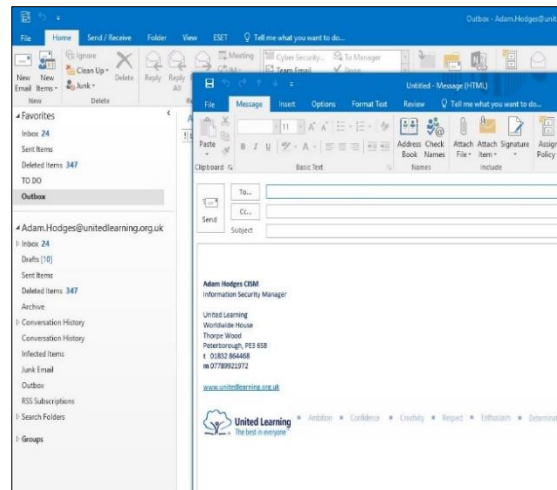 Outbox - Adam.Hodges@unit
File Home Send / Receive Folder View ESET Tell me what you want to do...
New Email
New Items
Ignore
Clean Up
Junk
Delete
Reply
Reply All
Meeting
Cyber Security...
To Manager
Team Email
Done
New
Delete
Favorites
Inbox 24
Sent Items
Deleted Items 347
TO DO
Outbox
Adam.Hodges@unitedlearning.org.uk
Inbox 24
Drafts [10]
Sent Items
Deleted Items 347
Archive
Conversation History
Conversation History
Infected Items
Junk Email
Outbox
RSS Subscriptions
Search Folders
Groups
Untitled - Message (HTML)
File Message Insert Options Format Text Review Tell me what you want to do...
Paste
11
B I U
Address Book
Check Names
Attach File
Attach Item
Signature
Assign Policy
Clipboard
Basic Text
Names
Include
Send
To...
Cc...
Subject
Adam Hodges CISM
Information Security Manager
United Learning
Worldwide House
Thorpe Wood
Peterborough, PE3 6SB
t 01832 864468
m 07789921972
www.unitedlearning.org.uk
United Learning
The best in everyone
Ambition Confidence Creativity Respect Enthusiasm Determinat